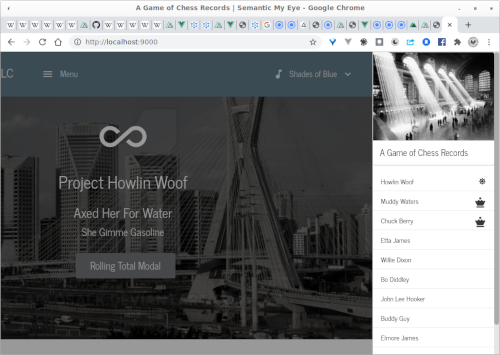 A Game of Chess Records | Semantic My Eye - Google Chrome
http://localhost:9000
LC
Menu
Shades of Blue
Project Howlin Woof
Axed Her For Water
She Gimme Gasoline
Rolling Total Modal
A Game of Chess Records
Howlin Woof
Muddy Waters
Chuck Berry
Etta James
Willie Dixon
Bo Diddley
John Lee Hooker
Buddy Guy
Elmore James